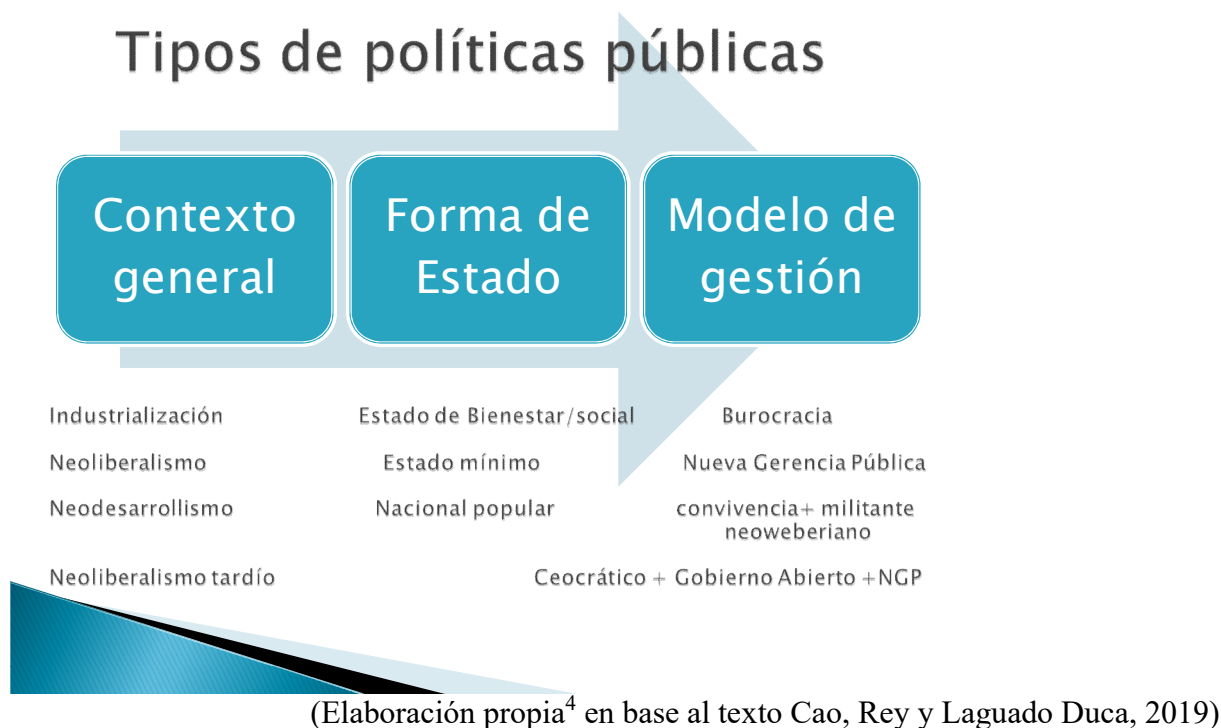 Tipos de políticas públicas
Contexto
general
Forma de
Estado
Modelo de
gestión
Industrialización Estado de Bienestar/social Burocracia
Neoliberalismo Estado mínimo Nueva Gerencia Pública
Neodesarrollismo Nacional popular convivencia+ militante
neoweberiano
Neoliberalismo tardío Ceocrático + Gobierno Abierto +NGP
(Elaboración propia⁴ en base al texto Cao, Rey y Laguado Duca, 2019)